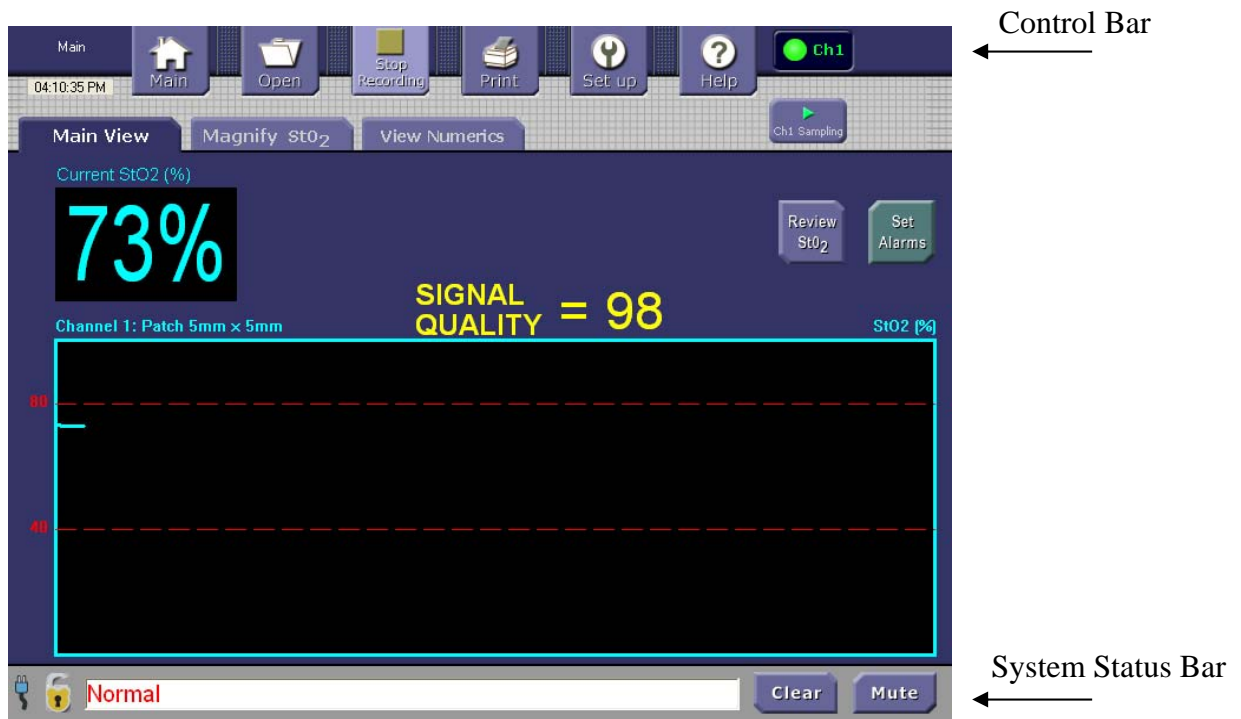 Control Bar
Main
Main
Open
Stop
Recording
Print
Set up
Help
Ch1
04:10:35 PM
Ch1 Sampling
Main View
Magnify St0₂
View Numerics
Current StO2 (%)
73%
Review
St0₂
Set
Alarms
SIGNAL
QUALITY = 98
Channel 1: Patch 5mm × 5mm
StO2 (%)
80
40
System Status Bar
Normal
Clear
Mute